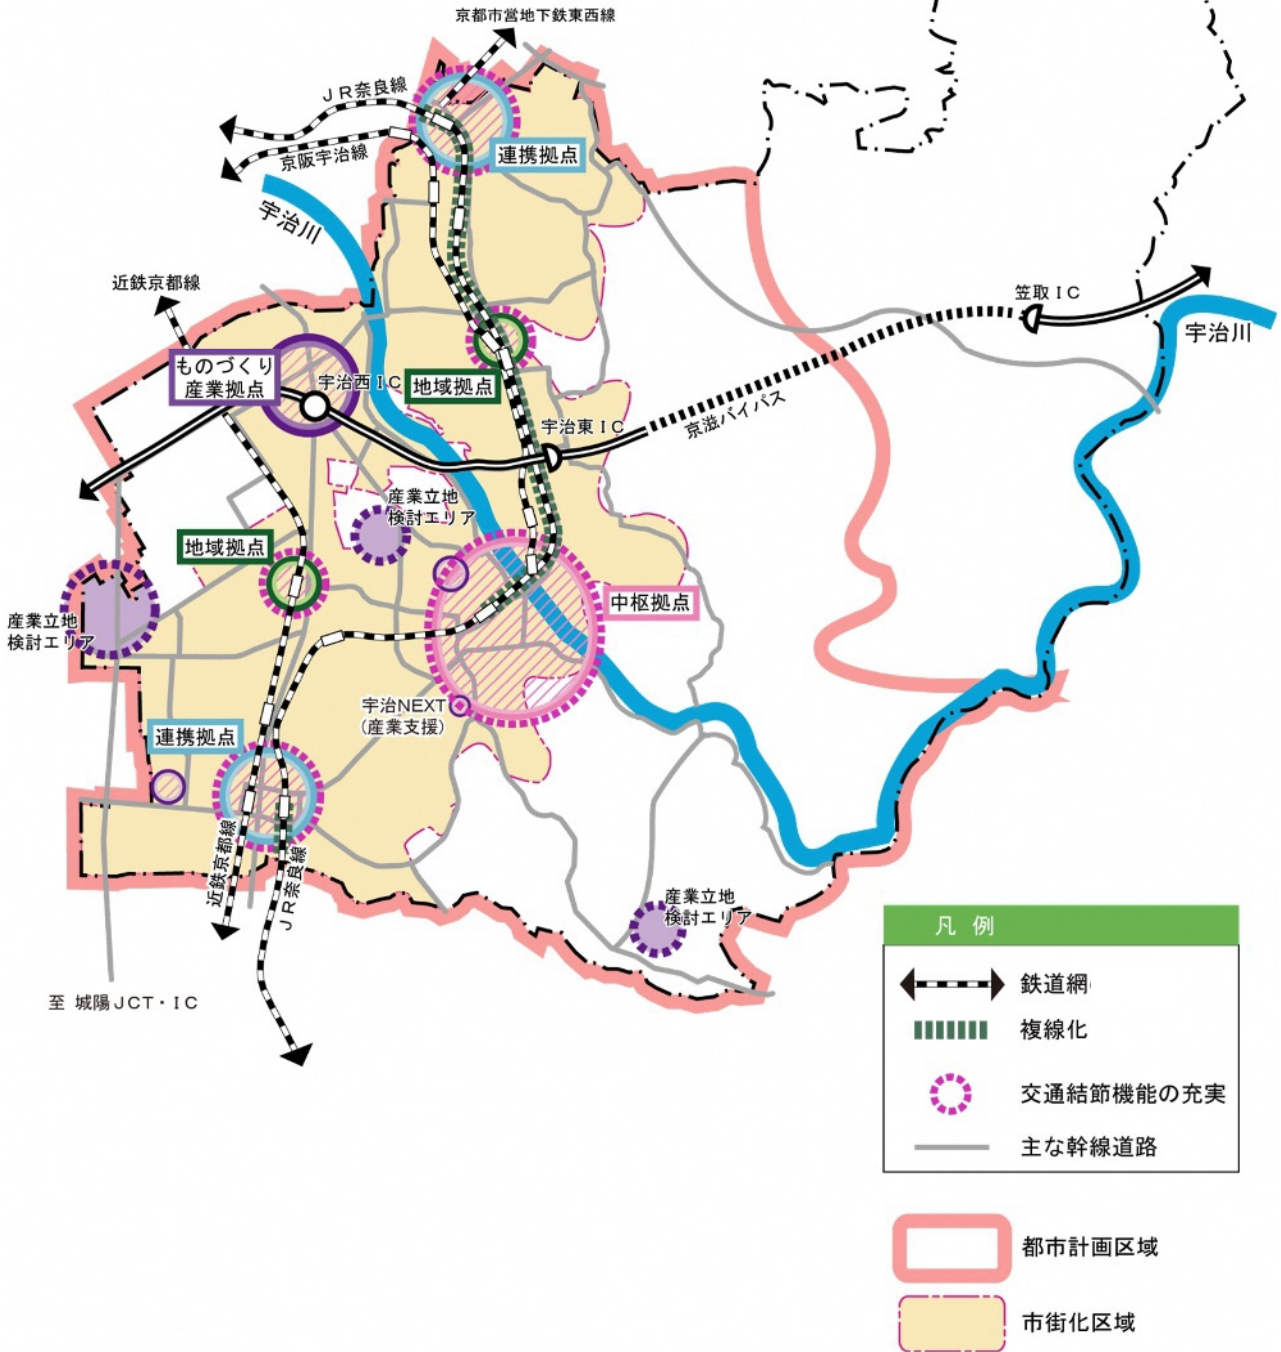 京都市営地下鉄東西線
ＪＲ奈良線
京阪宇治線
連携拠点
宇治川
近鉄京都線
笠取ＩＣ
宇治川
ものづくり
産業拠点
宇治西ＩＣ
地域拠点
宇治東ＩＣ
京滋バイパス
産業立地
検討エリア
地域拠点
中枢拠点
産業立地
検討エリア
宇治NEXT
(産業支援)
連携拠点
近鉄京都線
ＪＲ奈良線
産業立地
検討エリア
至 城陽ＪＣＴ・ＩＣ
凡 例
鉄道網
複線化
交通結節機能の充実
主な幹線道路
都市計画区域
市街化区域